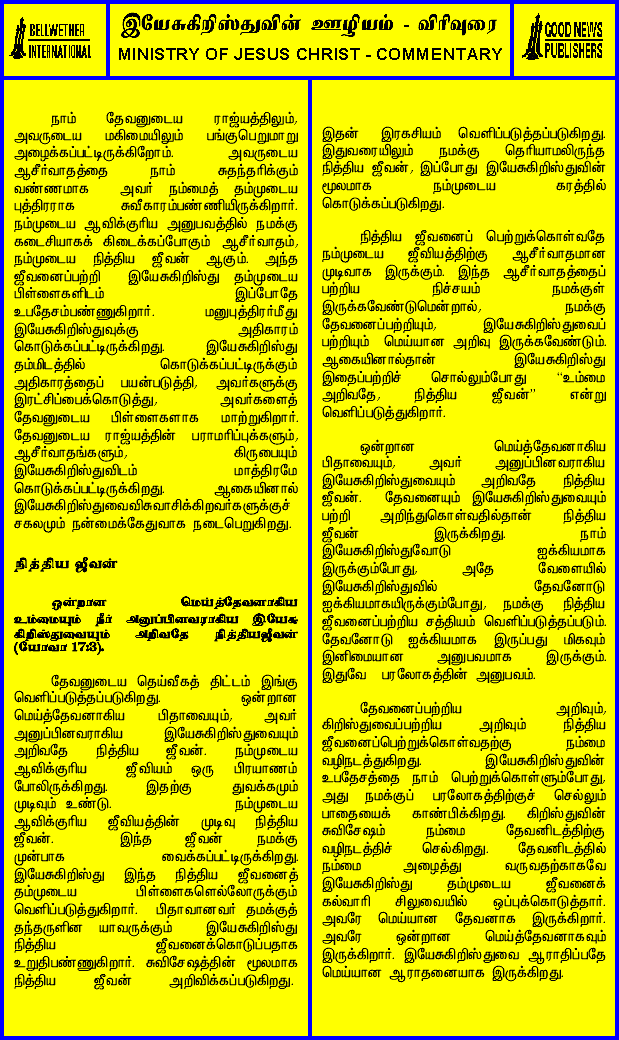 BELLWETHER
INTERNATIONAL
இயேசுகிறிஸ்துவின் ஊழியம் - விரிவுரை
MINISTRY OF JESUS CHRIST - COMMENTARY
GOOD NEWS
PUBLISHERS
நாம் தேவனுடைய ராஜ்யத்திலும்,
அவருடைய மகிமையிலும் பங்குபெறுமாறு
அழைக்கப்பட்டிருக்கிறோம். அவருடைய
ஆசீர்வாதத்தை நாம் சுதந்தரிக்கும்
வண்ணமாக அவர் நம்மைத் தம்முடைய
புத்திரராக சுவீகாரம்பண்ணியிருக்கிறார்.
நம்முடைய ஆவிக்குரிய அனுபவத்தில் நமக்கு
கடைசியாகக் கிடைக்கப்போகும் ஆசீர்வாதம்,
நம்முடைய நித்திய ஜீவன் ஆகும். அந்த
ஜீவனைப்பற்றி இயேசுகிறிஸ்து தம்முடைய
பிள்ளைகளிடம் இப்போதே
உபதேசம்பண்ணுகிறார். மனுபுத்திரர்மீது
இயேசுகிறிஸ்துவுக்கு அதிகாரம்
கொடுக்கப்பட்டிருக்கிறது. இயேசுகிறிஸ்து
தம்மிடத்தில் கொடுக்கப்பட்டிருக்கும்
அதிகாரத்தைப் பயன்படுத்தி, அவர்களுக்கு
இரட்சிப்பைக்கொடுத்து, அவர்களைத்
தேவனுடைய பிள்ளைகளாக மாற்றுகிறார்.
தேவனுடைய ராஜ்யத்தின் பராமரிப்புக்களும்,
ஆசீர்வாதங்களும், கிருபையும்
இயேசுகிறிஸ்துவிடம் மாத்திரமே
கொடுக்கப்பட்டிருக்கிறது. ஆகையினால்
இயேசுகிறிஸ்துவைவிசுவாசிக்கிறவர்களுக்குச்
சகலமும் நன்மைக்கேதுவாக நடைபெறுகிறது.
நித்திய ஜீவன்
ஒன்றான மெய்த்தேவனாகிய
உம்மையும் நீர் அனுப்பினவராகிய இயேசு
கிறிஸ்துவையும் அறிவதே நித்தியஜீவன்
(யோவா 17:3).
தேவனுடைய தெய்வீகத் திட்டம் இங்கு
வெளிப்படுத்தப்படுகிறது. ஒன்றான
மெய்த்தேவனாகிய பிதாவையும், அவர்
அனுப்பினவராகிய இயேசுகிறிஸ்துவையும்
அறிவதே நித்திய ஜீவன். நம்முடைய
ஆவிக்குரிய ஜீவியம் ஒரு பிரயாணம்
போலிருக்கிறது. இதற்கு துவக்கமும்
முடிவும் உண்டு. நம்முடைய
ஆவிக்குரிய ஜீவியத்தின் முடிவு நித்திய
ஜீவன். இந்த ஜீவன் நமக்கு
முன்பாக வைக்கப்பட்டிருக்கிறது.
இயேசுகிறிஸ்து இந்த நித்திய ஜீவனைத்
தம்முடைய பிள்ளைகளெல்லோருக்கும்
வெளிப்படுத்துகிறார். பிதாவானவர் தமக்குத்
தந்தருளின யாவருக்கும் இயேசுகிறிஸ்து
நித்திய ஜீவனைக்கொடுப்பதாக
உறுதிபண்ணுகிறார். சுவிசேஷத்தின் மூலமாக
நித்திய ஜீவன் அறிவிக்கப்படுகிறது.
இதன் இரகசியம் வெளிப்படுத்தப்படுகிறது.
இதுவரையிலும் நமக்கு தெரியாமலிருந்த
நித்திய ஜீவன், இப்போது இயேசுகிறிஸ்துவின்
மூலமாக நம்முடைய கரத்தில்
கொடுக்கப்படுகிறது.
நித்திய ஜீவனைப் பெற்றுக்கொள்வதே
நம்முடைய ஜீவியத்திற்கு ஆசீர்வாதமான
முடிவாக இருக்கும். இந்த ஆசீர்வாதத்தைப்
பற்றிய நிச்சயம் நமக்குள்
இருக்கவேண்டுமென்றால், நமக்கு
தேவனைப்பற்றியும், இயேசுகிறிஸ்துவைப்
பற்றியும் மெய்யான அறிவு இருக்கவேண்டும்.
ஆகையினால்தான் இயேசுகிறிஸ்து
இதைப்பற்றிச் சொல்லும்போது "உம்மை
அறிவதே, நித்திய ஜீவன்" என்று
வெளிப்படுத்துகிறார்.
ஒன்றான மெய்த்தேவனாகிய
பிதாவையும், அவர் அனுப்பினவராகிய
இயேசுகிறிஸ்துவையும் அறிவதே நித்திய
ஜீவன். தேவனையும் இயேசுகிறிஸ்துவையும்
பற்றி அறிந்துகொள்வதில்தான் நித்திய
ஜீவன் இருக்கிறது. நாம்
இயேசுகிறிஸ்துவோடு ஐக்கியமாக
இருக்கும்போது, அதே வேளையில்
இயேசுகிறிஸ்துவில் தேவனோடு
ஐக்கியமாகயிருக்கும்போது, நமக்கு நித்திய
ஜீவனைப்பற்றிய சத்தியம் வெளிப்படுத்தப்படும்.
தேவனோடு ஐக்கியமாக இருப்பது மிகவும்
இனிமையான அனுபவமாக இருக்கும்.
இதுவே பரலோகத்தின் அனுபவம்.
தேவனைப்பற்றிய அறிவும்,
கிறிஸ்துவைப்பற்றிய அறிவும் நித்திய
ஜீவனைப்பெற்றுக்கொள்வதற்கு நம்மை
வழிநடத்துகிறது. இயேசுகிறிஸ்துவின்
உபதேசத்தை நாம் பெற்றுக்கொள்ளும்போது,
அது நமக்குப் பரலோகத்திற்குச் செல்லும்
பாதையைக் காண்பிக்கிறது. கிறிஸ்துவின்
சுவிசேஷம் நம்மை தேவனிடத்திற்கு
வழிநடத்திச் செல்கிறது. தேவனிடத்தில்
நம்மை அழைத்து வருவதற்காகவே
இயேசுகிறிஸ்து தம்முடைய ஜீவனைக்
கல்வாரி சிலுவையில் ஒப்புக்கொடுத்தார்.
அவரே மெய்யான தேவனாக இருக்கிறார்.
அவரே ஒன்றான மெய்த்தேவனாகவும்
இருக்கிறார். இயேசுகிறிஸ்துவை ஆராதிப்பதே
மெய்யான ஆராதனையாக இருக்கிறது.